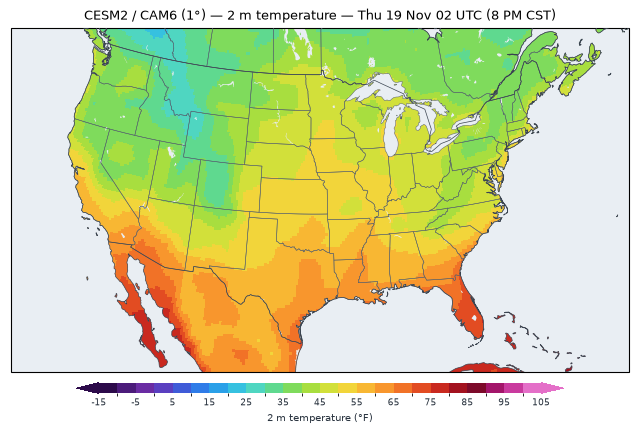 CESM2 / CAM6 (1°) — 2 m temperature — Thu 19 Nov 02 UTC (8 PM CST)
-15 -5 5 15 25 35 45 55 65 75 85 95 105
2 m temperature (°F)